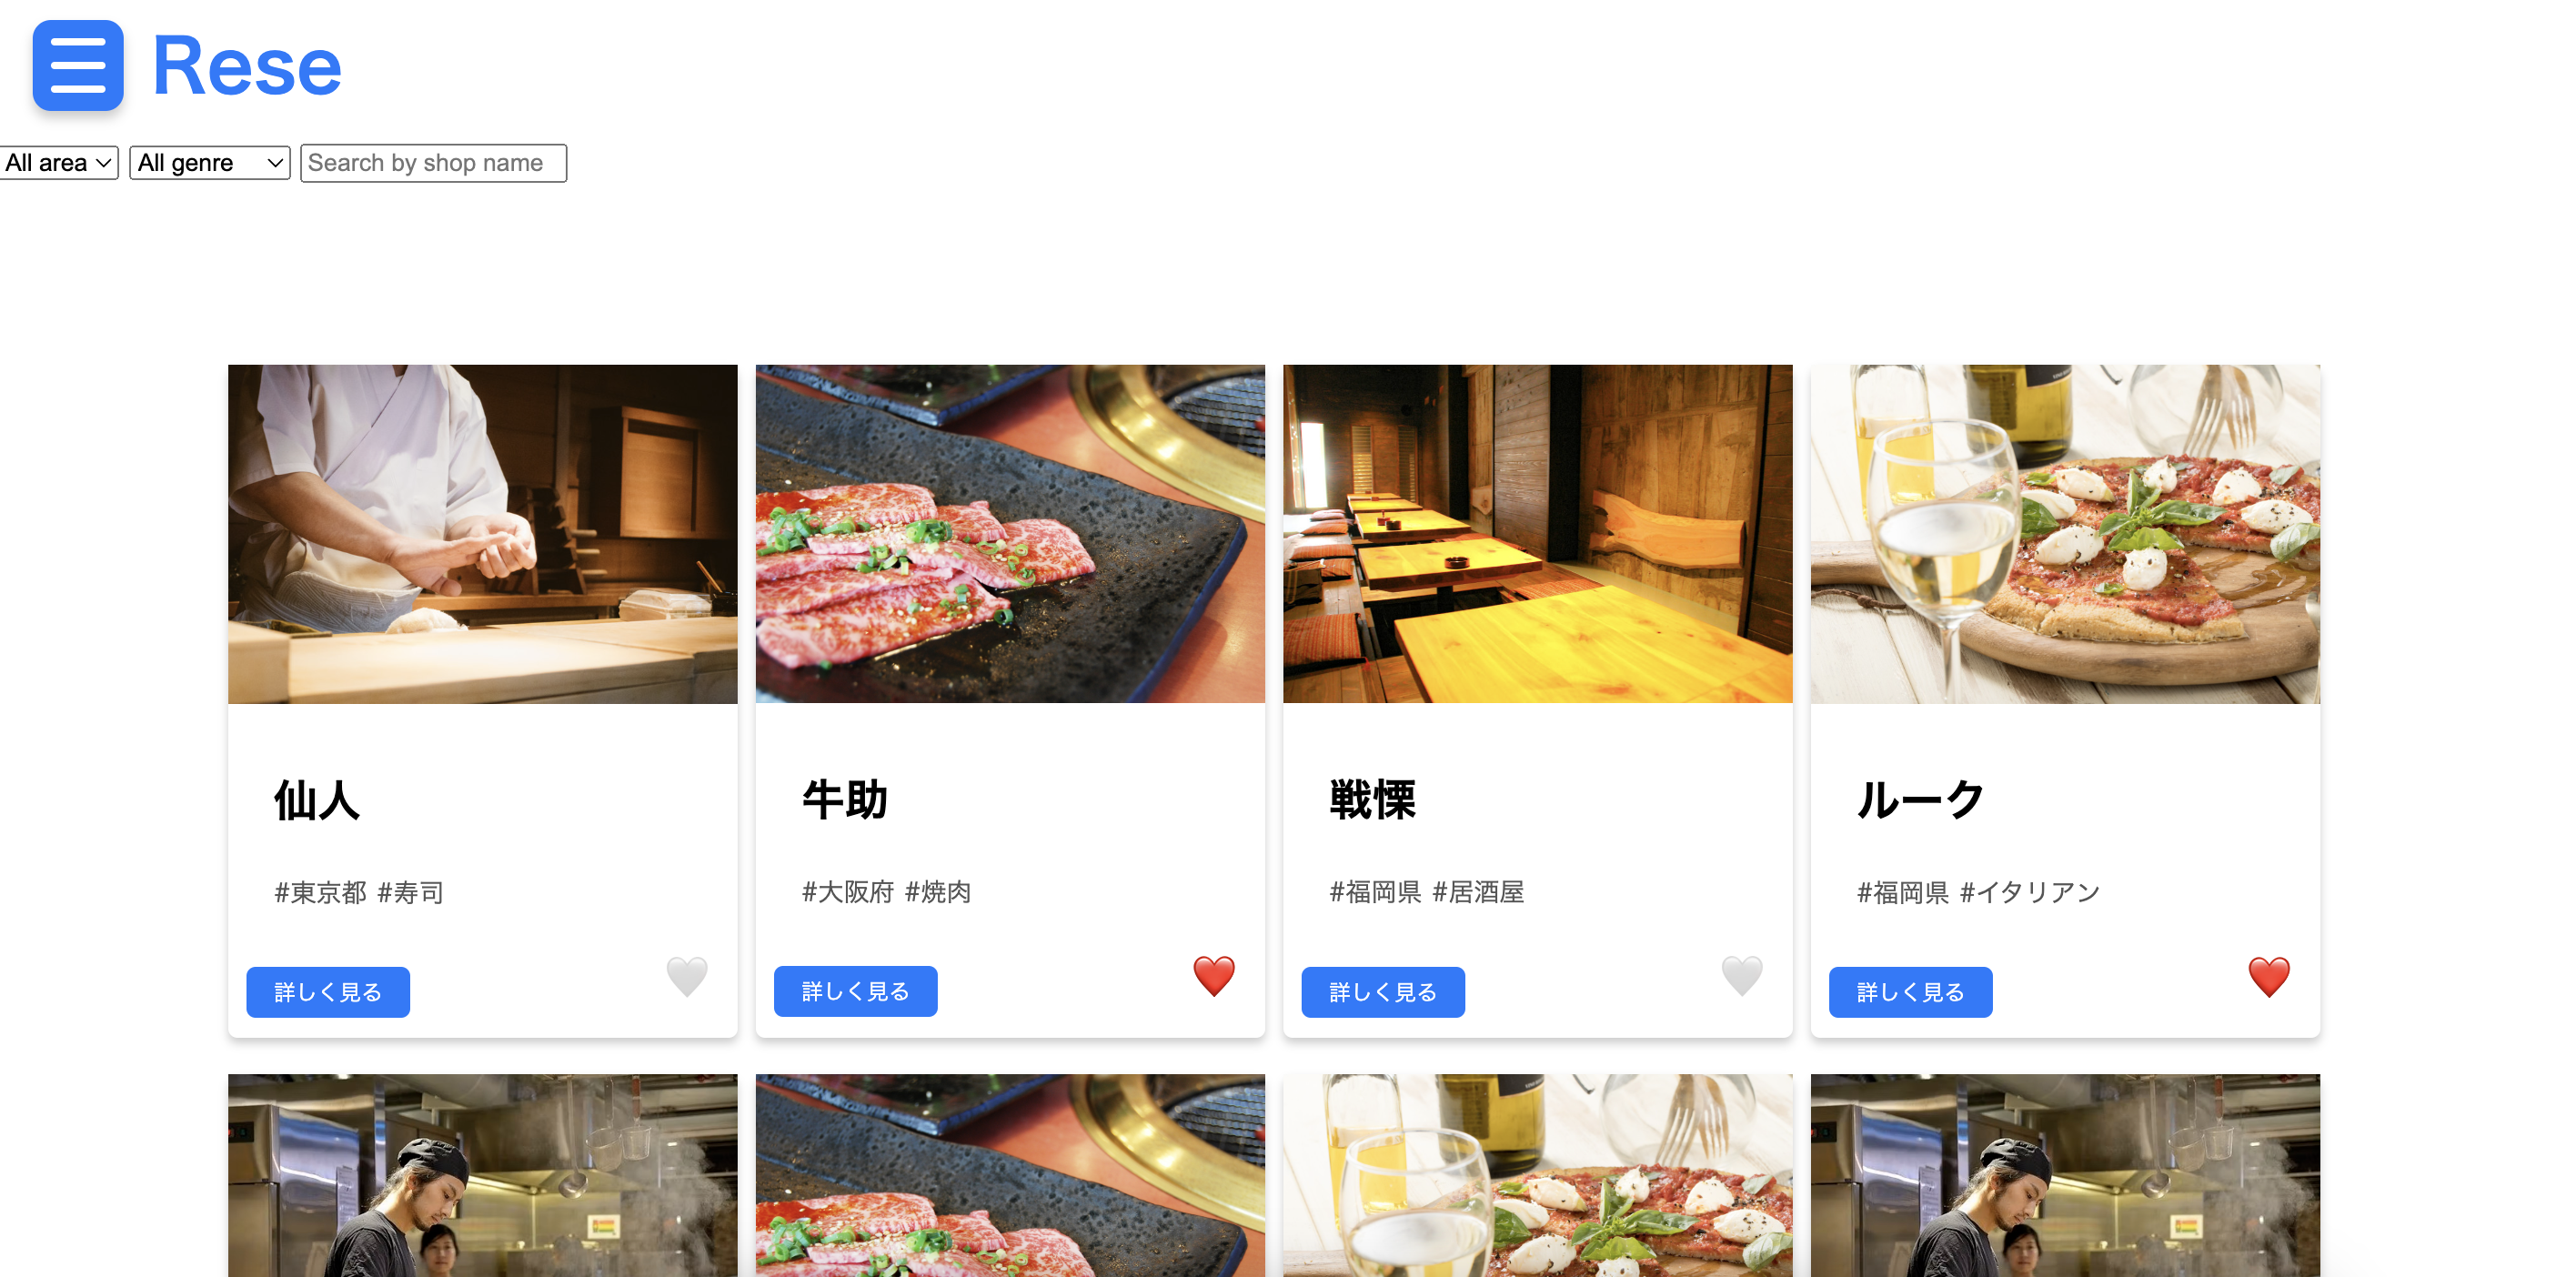 Rese
All area All genre Search by shop name
仙人
#東京都 #寿司
詳しく見る
牛助
#大阪府 #焼肉
詳しく見る
戦慄
#福岡県 #居酒屋
詳しく見る
ルーク
#福岡県 #イタリアン
詳しく見る